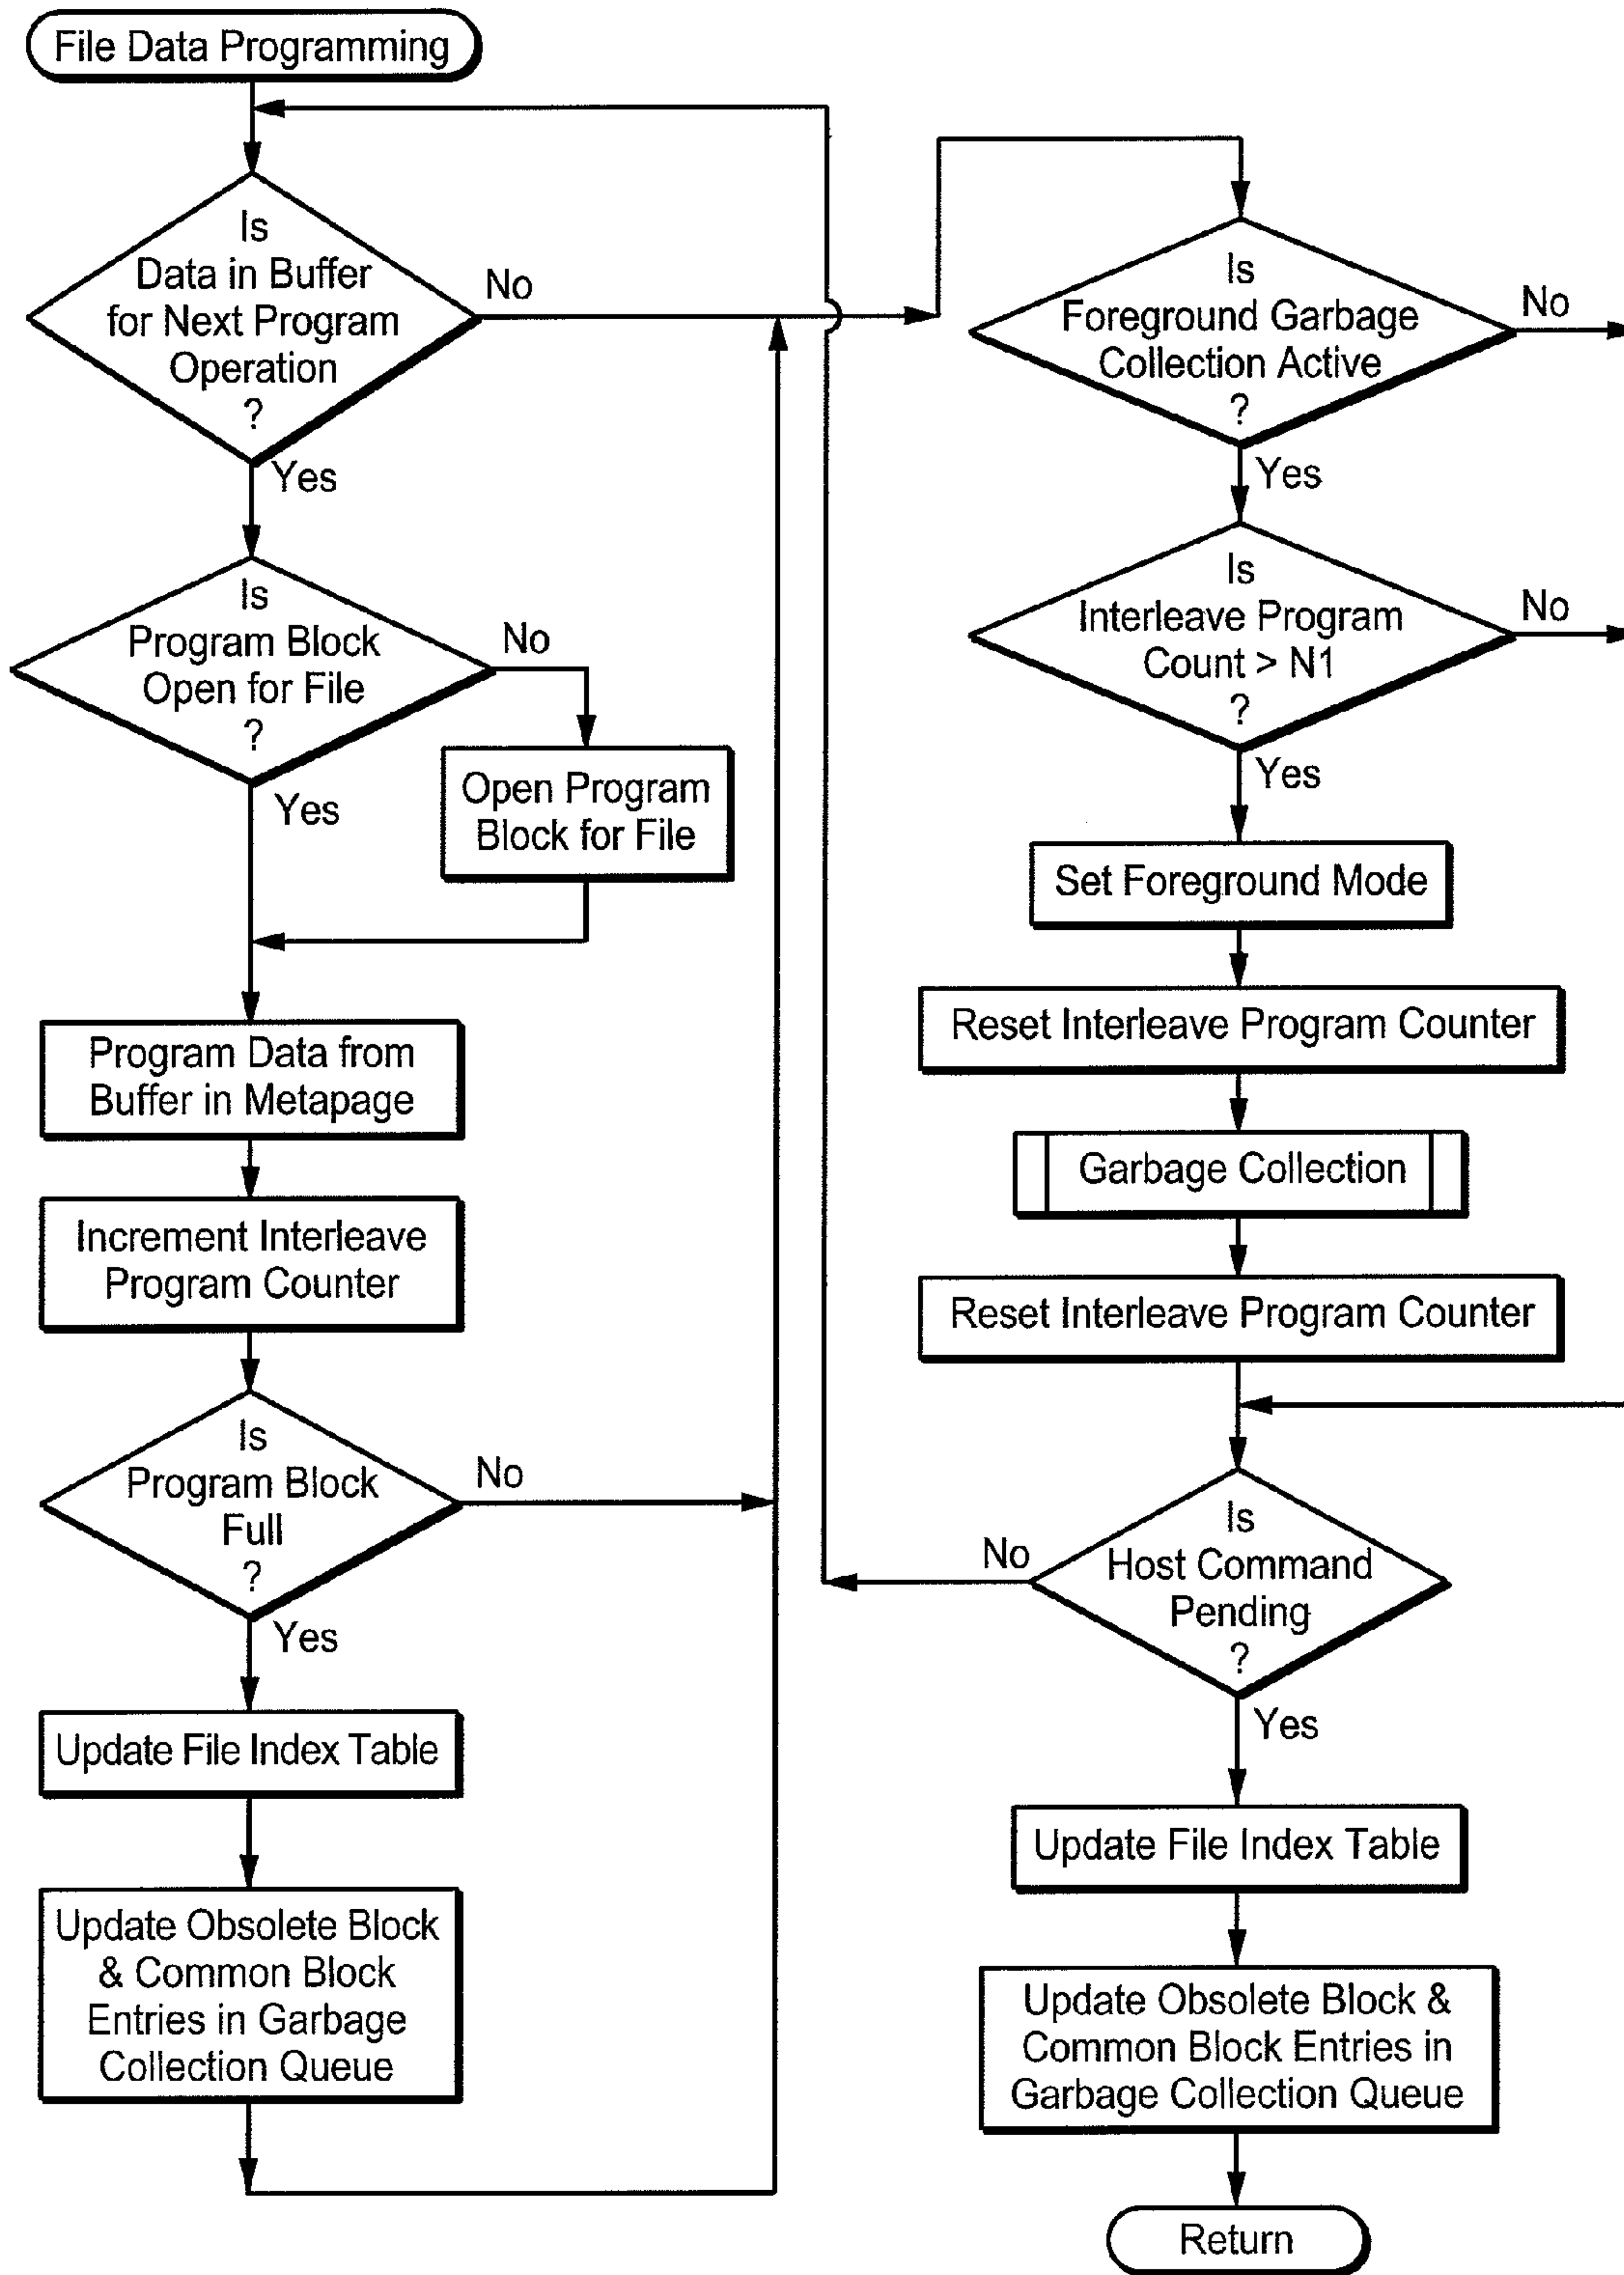 File Data Programming
Is
Data in Buffer
for Next Program
Operation
?
No
Yes
Is
Program Block
Open for File
?
No
Yes
Open Program
Block for File
Program Data from
Buffer in Metapage
Increment Interleave
Program Counter
Is
Program Block
Full
?
No
Yes
Update File Index Table
Update Obsolete Block
& Common Block
Entries in Garbage
Collection Queue
Is
Foreground Garbage
Collection Active
?
No
Yes
Is
Interleave Program
Count > N1
?
No
Yes
Set Foreground Mode
Reset Interleave Program Counter
Garbage Collection
Reset Interleave Program Counter
Is
Host Command
Pending
?
No
Yes
Update File Index Table
Update Obsolete Block &
Common Block Entries in
Garbage Collection Queue
Return